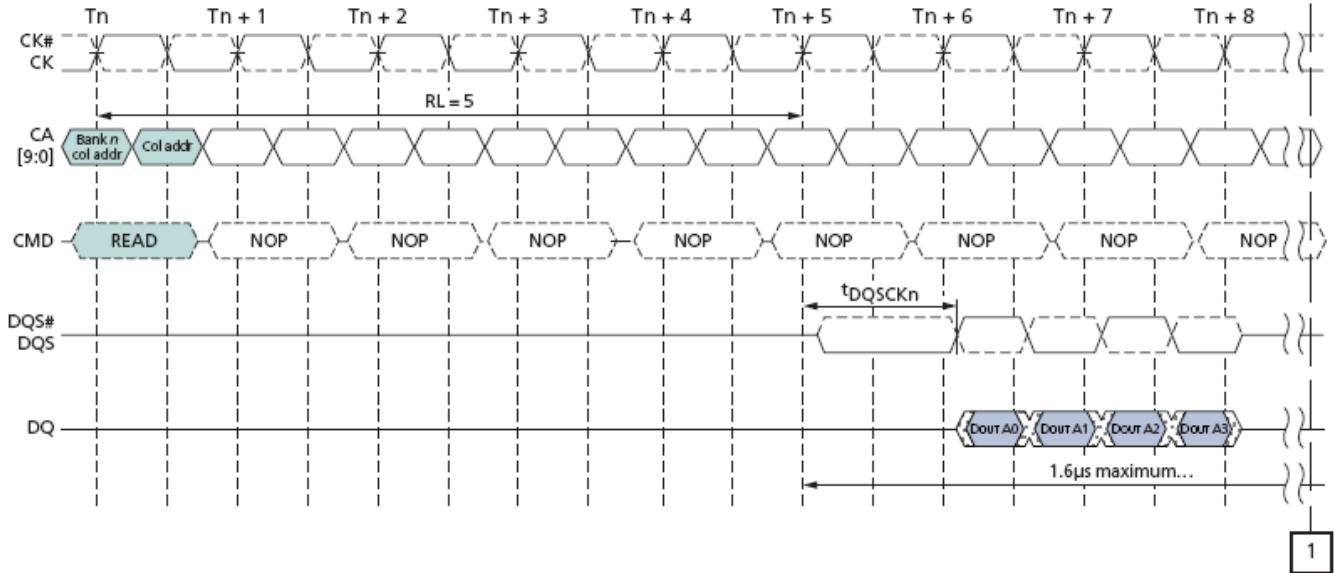 Tn Tn + 1 Tn + 2 Tn + 3 Tn + 4 Tn + 5 Tn + 6 Tn + 7 Tn + 8
CK#
CK
RL = 5
CA
[9:0]
Bank n
col addr
Col addr
CMD READ NOP NOP NOP NOP NOP NOP NOP NOP
tDQSCKn
DQS#
DQS
DQ DOUT A0 DOUT A1 DOUT A2 DOUT A3
1.6µs maximum…
1